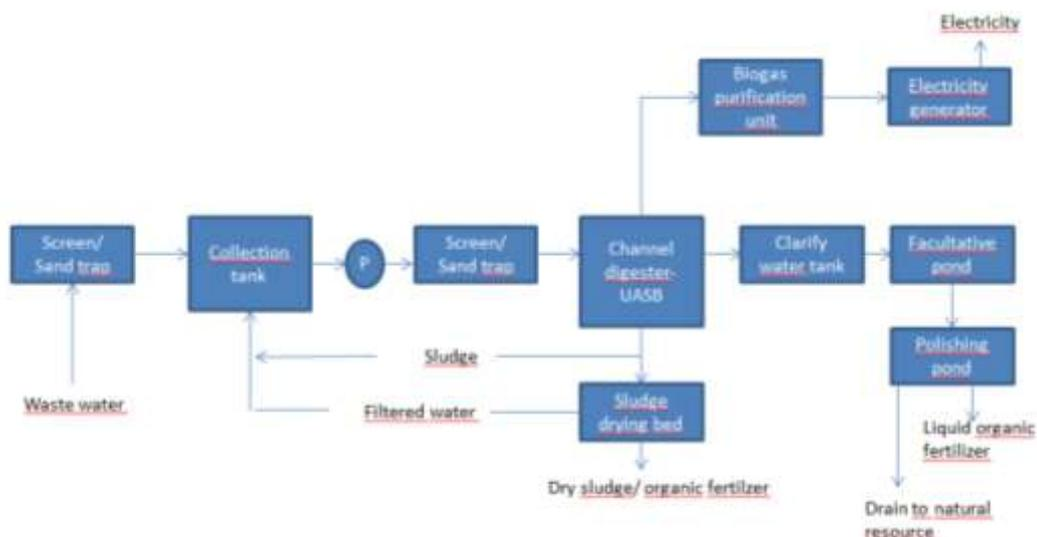 Electricity
Biogas
purification
unit
Electricity
generator
Screen/
Sand trap
Collection
tank
P
Screen/
Sand trap
Channel
digester-
UASB
Clarify
water tank
Facultative
pond
Polishing
pond
Sludge
Waste water
Filtered water
Sludge
drying bed
Liquid organic
fertilizer
Dry sludge/ organic fertilzer
Drain to natural
resource